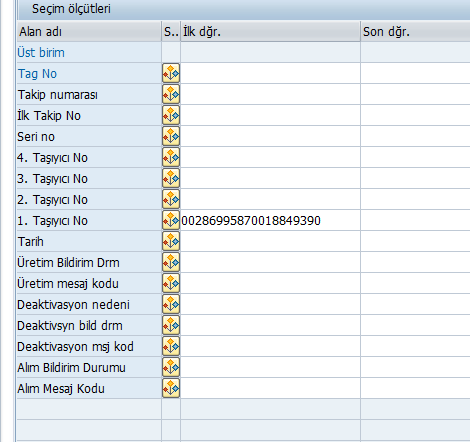 Seçim ölçütleri
Alan adı S.. İlk dğr. Son dğr.
Üst birim
Tag No
Takip numarası
İlk Takip No
Seri no
4. Taşıyıcı No
3. Taşıyıcı No
2. Taşıyıcı No
1. Taşıyıcı No 00286995870018849390
Tarih
Üretim Bildirim Drm
Üretim mesaj kodu
Deaktivasyon nedeni
Deaktivsyn bild drm
Deaktivasyon msj kod
Alım Bildirim Durumu
Alım Mesaj Kodu